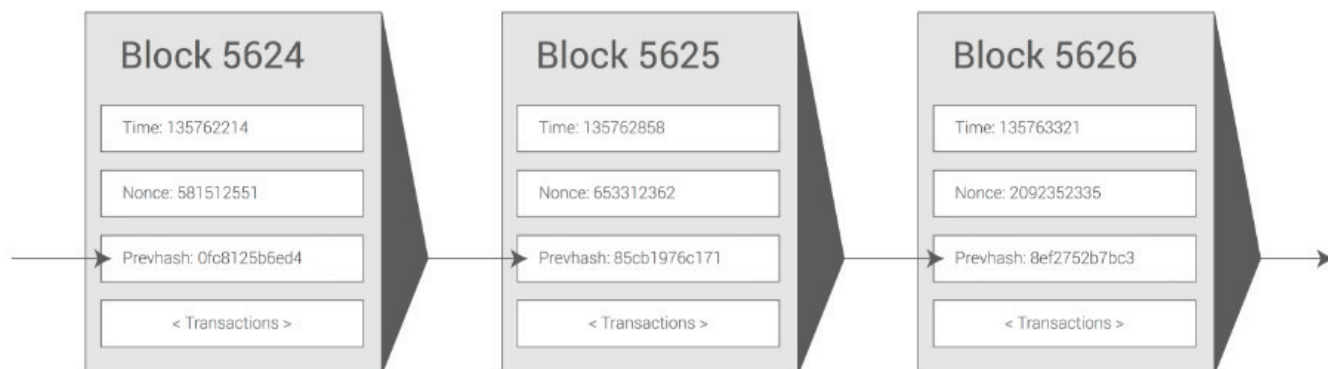 Block 5624
Time: 135762214
Nonce: 581512551
Prevhash: 0fc8125b6ed4
< Transactions >
Block 5625
Time: 135762858
Nonce: 653312362
Prevhash: 85cb1976c171
< Transactions >
Block 5626
Time: 135763321
Nonce: 2092352335
Prevhash: 8ef2752b7bc3
< Transactions >